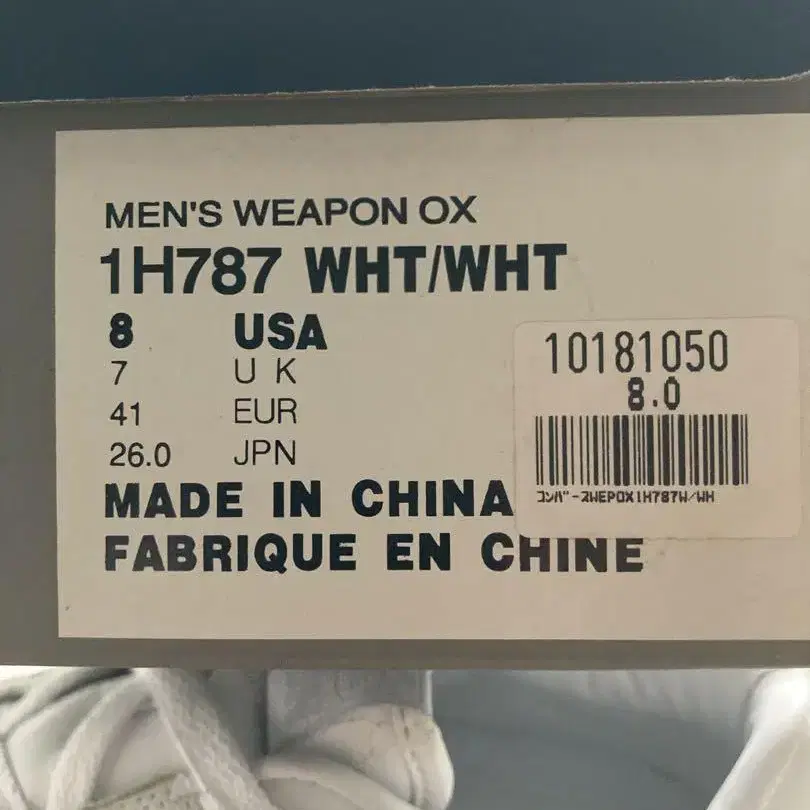 MEN'S WEAPON OX
1H787 WHT/WHT
8 USA
7 U K
41 EUR
26.0 JPN
MADE IN CHINA
FABRIQUE EN CHINE
10181050
8.0
コンバ゛ースWEPOX1H787W/WH